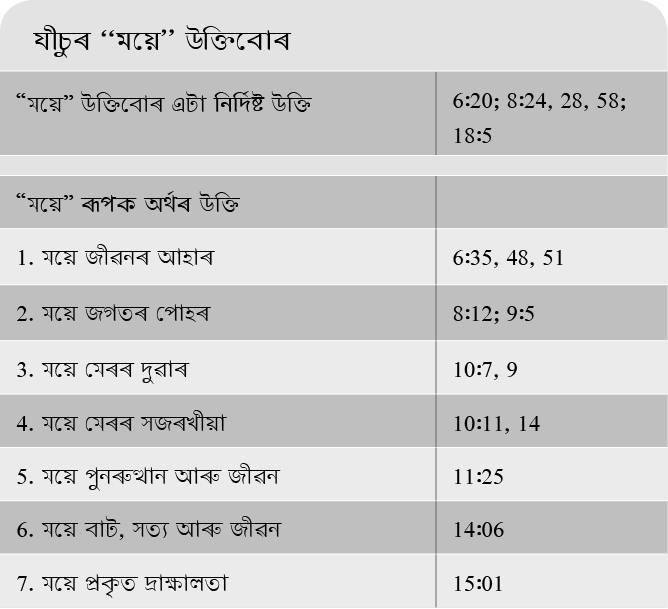 যীচুৰ “ময়ে” উক্তিবোৰ
“ময়ে” উক্তিবোৰ এটা নিৰ্দিষ্ট উক্তি 6:20; 8:24, 28, 58;
18:5
“ময়ে” ৰূপক অৰ্থৰ উক্তি
1. ময়ে জীৱনৰ আহাৰ 6:35, 48, 51
2. ময়ে জগতৰ পোহৰ 8:12; 9:5
3. ময়ে মেৰৰ দুৱাৰ 10:7, 9
4. ময়ে মেৰৰ সজৰখীয়া 10:11, 14
5. ময়ে পুনৰুত্থান আৰু জীৱন 11:25
6. ময়ে বাট, সত্য আৰু জীৱন 14:06
7. ময়ে প্ৰকৃত দ্ৰাক্ষালতা 15:01